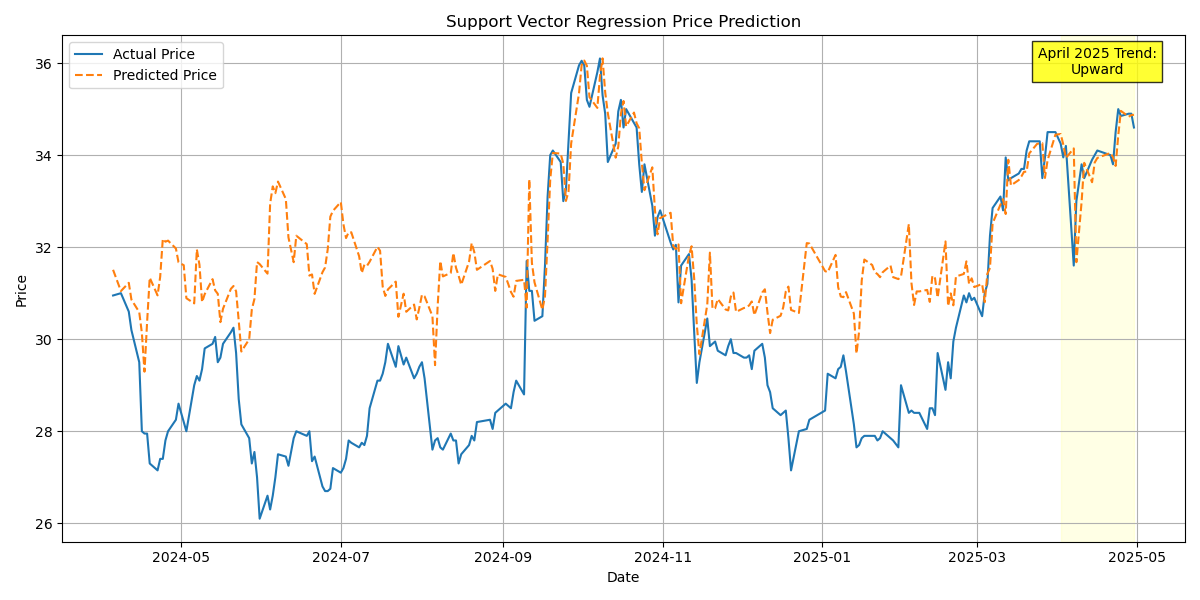 Support Vector Regression Price Prediction
Actual Price
Predicted Price
April 2025 Trend:
Upward
Price
36
34
32
30
28
26
2024-05
2024-07
2024-09
2024-11
2025-01
2025-03
2025-05
Date